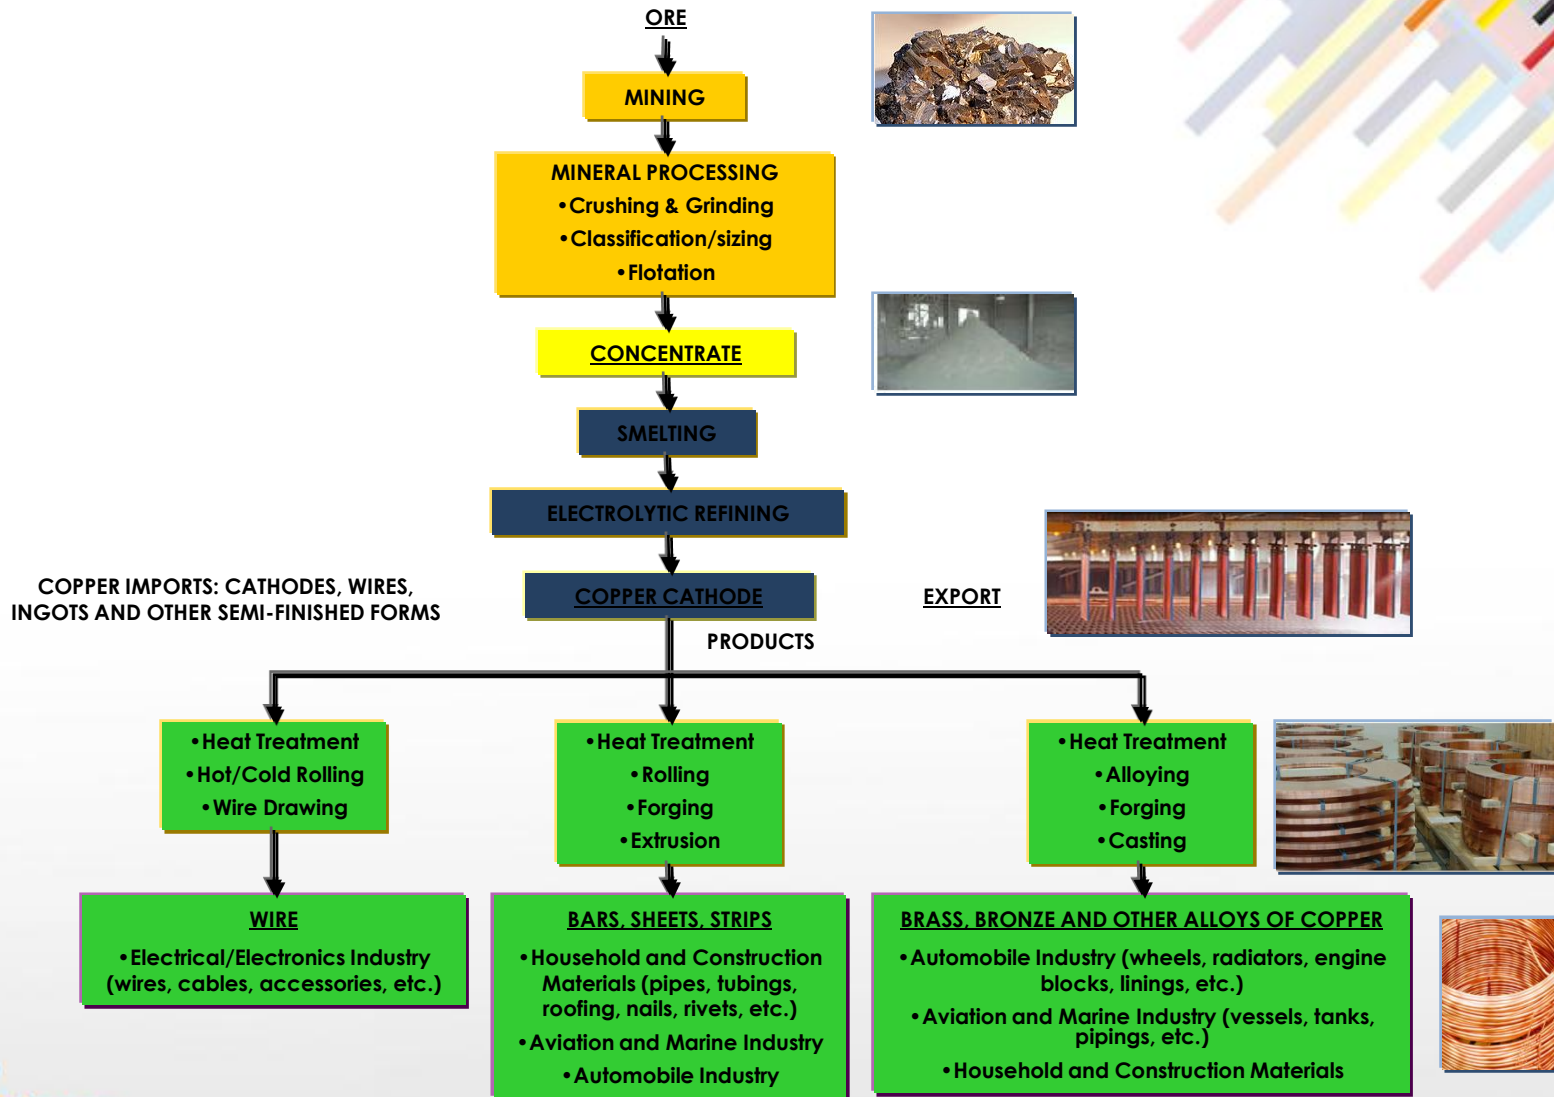 ORE
MINING
MINERAL PROCESSING
•Crushing & Grinding
•Classification/sizing
•Flotation
CONCENTRATE
SMELTING
ELECTROLYTIC REFINING
COPPER IMPORTS: CATHODES, WIRES,
INGOTS AND OTHER SEMI-FINISHED FORMS
COPPER CATHODE
EXPORT
PRODUCTS
•Heat Treatment
•Hot/Cold Rolling
•Wire Drawing
•Heat Treatment
•Rolling
•Forging
•Extrusion
•Heat Treatment
•Alloying
•Forging
•Casting
WIRE
•Electrical/Electronics Industry
(wires, cables, accessories, etc.)
BARS, SHEETS, STRIPS
•Household and Construction
Materials (pipes, tubings,
roofing, nails, rivets, etc.)
•Aviation and Marine Industry
•Automobile Industry
BRASS, BRONZE AND OTHER ALLOYS OF COPPER
•Automobile Industry (wheels, radiators, engine
blocks, linings, etc.)
•Aviation and Marine Industry (vessels, tanks,
pipings, etc.)
•Household and Construction Materials